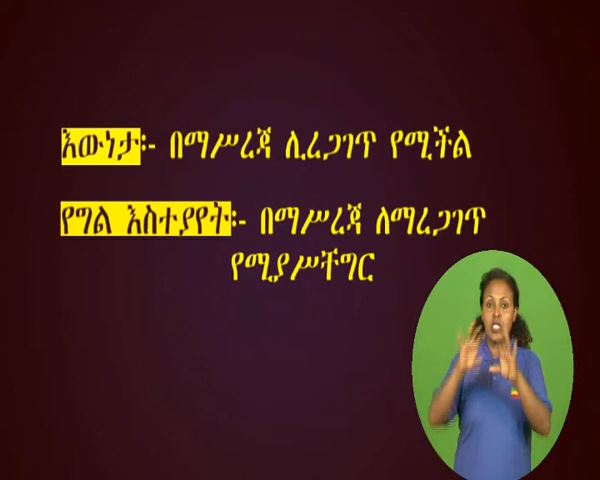 እውነታ፡- በማሥረጃ ሊረጋገጥ የሚችል
የግል እስተያየት፡- በማሥረጃ ለማረጋገጥ
የሚያሥቸግር